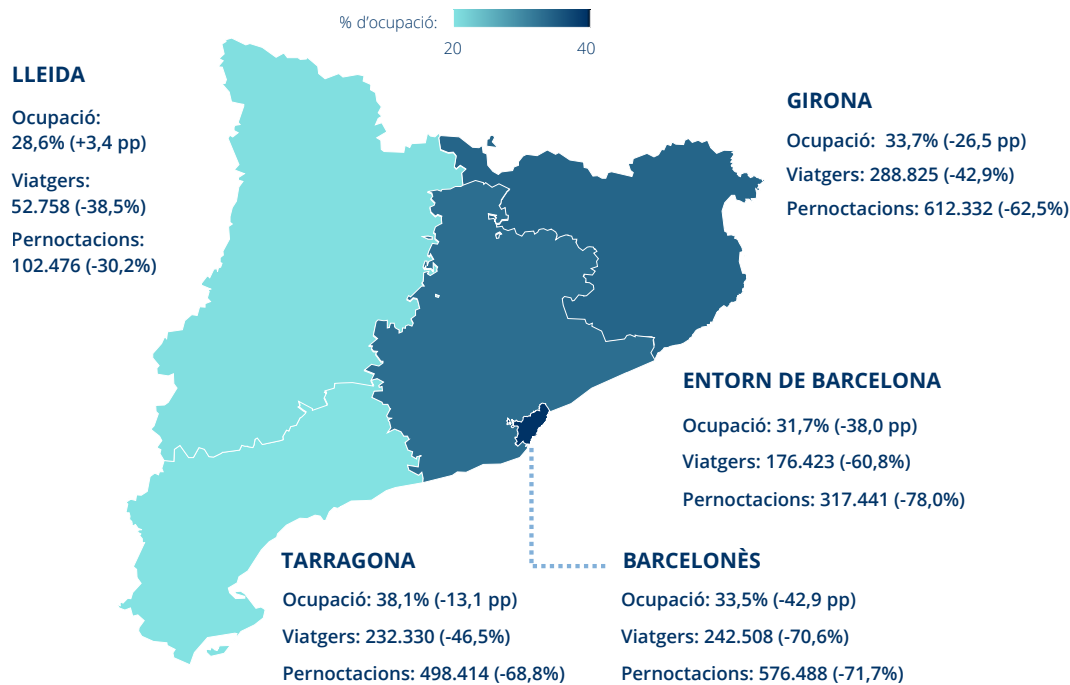 % d'ocupació:
20 40
LLEIDA
Ocupació:
28,6% (+3,4 pp)
Viatgers:
52.758 (-38,5%)
Pernoctacions:
102.476 (-30,2%)
GIRONA
Ocupació: 33,7% (-26,5 pp)
Viatgers: 288.825 (-42,9%)
Pernoctacions: 612.332 (-62,5%)
ENTORN DE BARCELONA
Ocupació: 31,7% (-38,0 pp)
Viatgers: 176.423 (-60,8%)
Pernoctacions: 317.441 (-78,0%)
TARRAGONA
Ocupació: 38,1% (-13,1 pp)
Viatgers: 232.330 (-46,5%)
Pernoctacions: 498.414 (-68,8%)
BARCELONÈS
Ocupació: 33,5% (-42,9 pp)
Viatgers: 242.508 (-70,6%)
Pernoctacions: 576.488 (-71,7%)